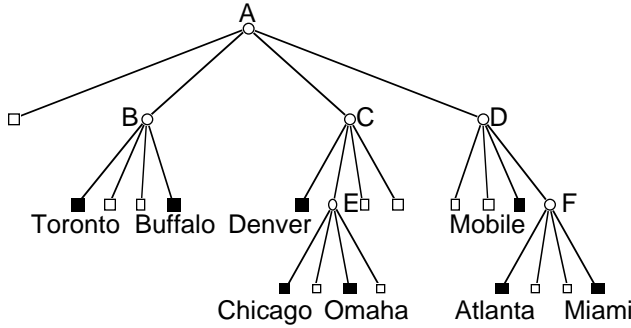 A
B
C
D
Toronto
Buffalo
Denver
E
Mobile
F
Chicago
Omaha
Atlanta
Miami